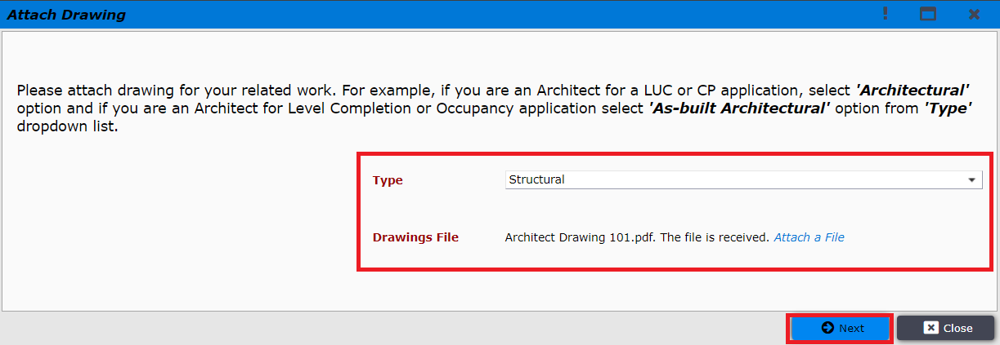 Attach Drawing
Please attach drawing for your related work. For example, if you are an Architect for a LUC or CP application, select 'Architectural'
option and if you are an Architect for Level Completion or Occupancy application select 'As-built Architectural' option from 'Type'
dropdown list.
Type Structural
Drawings File Architect Drawing 101.pdf. The file is received. Attach a File
Next Close